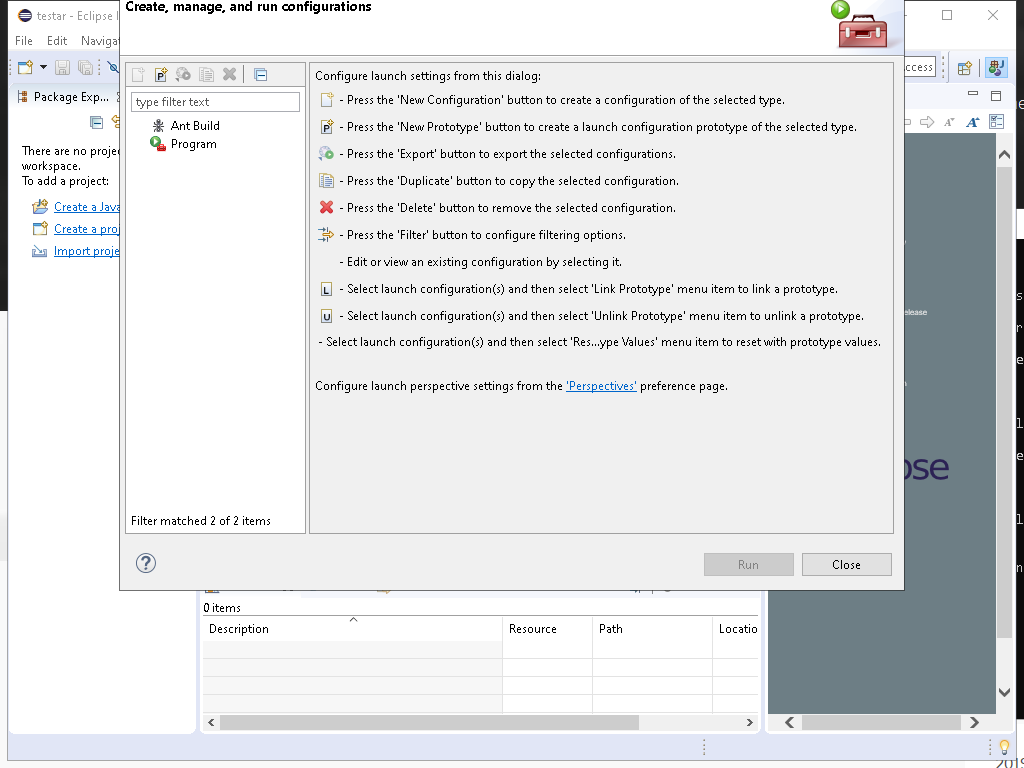 Create, manage, and run configurations
testar - Eclipse
File Edit
type filter text
Ant Build
Program
Filter matched 2 of 2 items
Configure launch settings from this dialog:
- Press the 'New Configuration' button to create a configuration of the selected type.
P - Press the 'New Prototype' button to create a launch configuration prototype of the selected type.
- Press the 'Export' button to export the selected configurations.
- Press the 'Duplicate' button to copy the selected configuration.
- Press the 'Delete' button to remove the selected configuration.
- Press the 'Filter' button to configure filtering options.
- Edit or view an existing configuration by selecting it.
L - Select launch configuration(s) and then select 'Link Prototype' menu item to link a prototype.
U - Select launch configuration(s) and then select 'Unlink Prototype' menu item to unlink a prototype.
- Select launch configuration(s) and then select 'Res...ype Values' menu item to reset with prototype values.
Configure launch perspective settings from the 'Perspectives' preference page.
? Run Close
Package Exp...
There are no
workspace.
To add a project:
Create a Java
Create a
Import
0 items
Description Resource Path Locatio